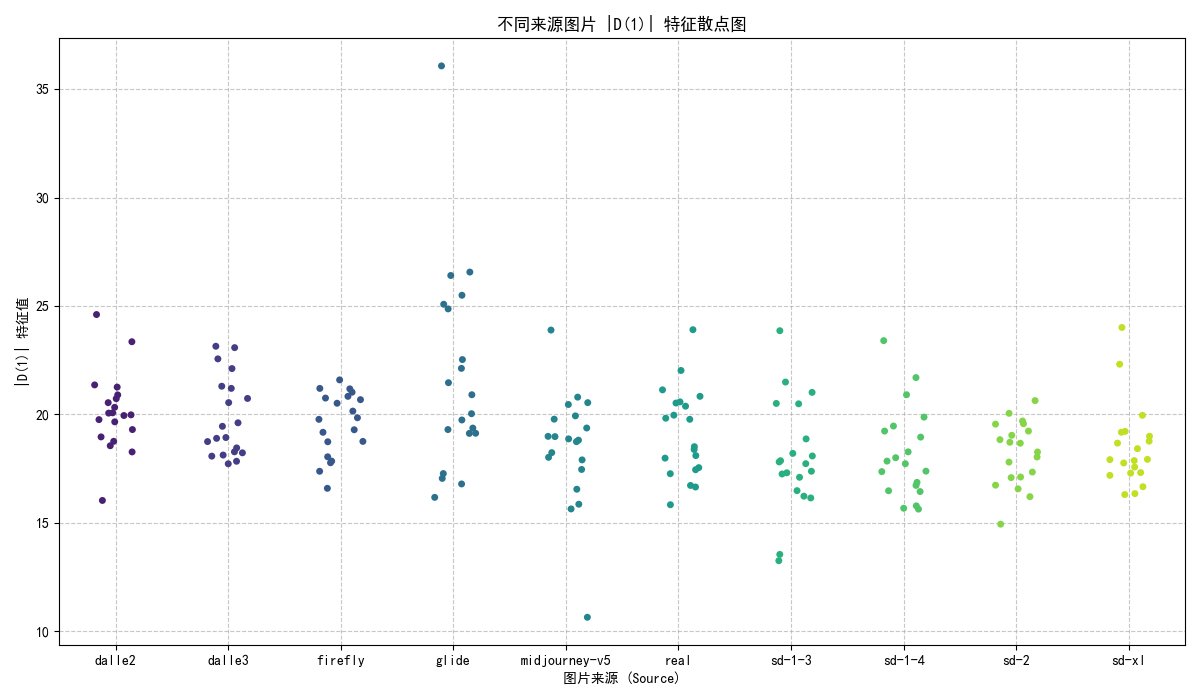 不同来源图片 |D(1)| 特征散点图
|D(1)| 特征值
35
30
25
20
15
10
dalle2 dalle3 firefly glide midjourney-v5 real sd-1-3 sd-1-4 sd-2 sd-xl
图片来源 (Source)